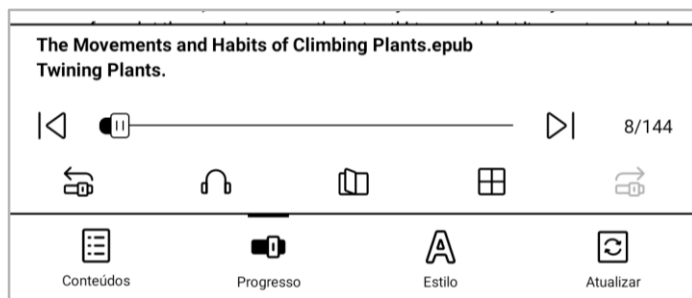 The Movements and Habits of Climbing Plants.epub
Twining Plants.
8/144
Conteúdos
Progresso
Estilo
Atualizar